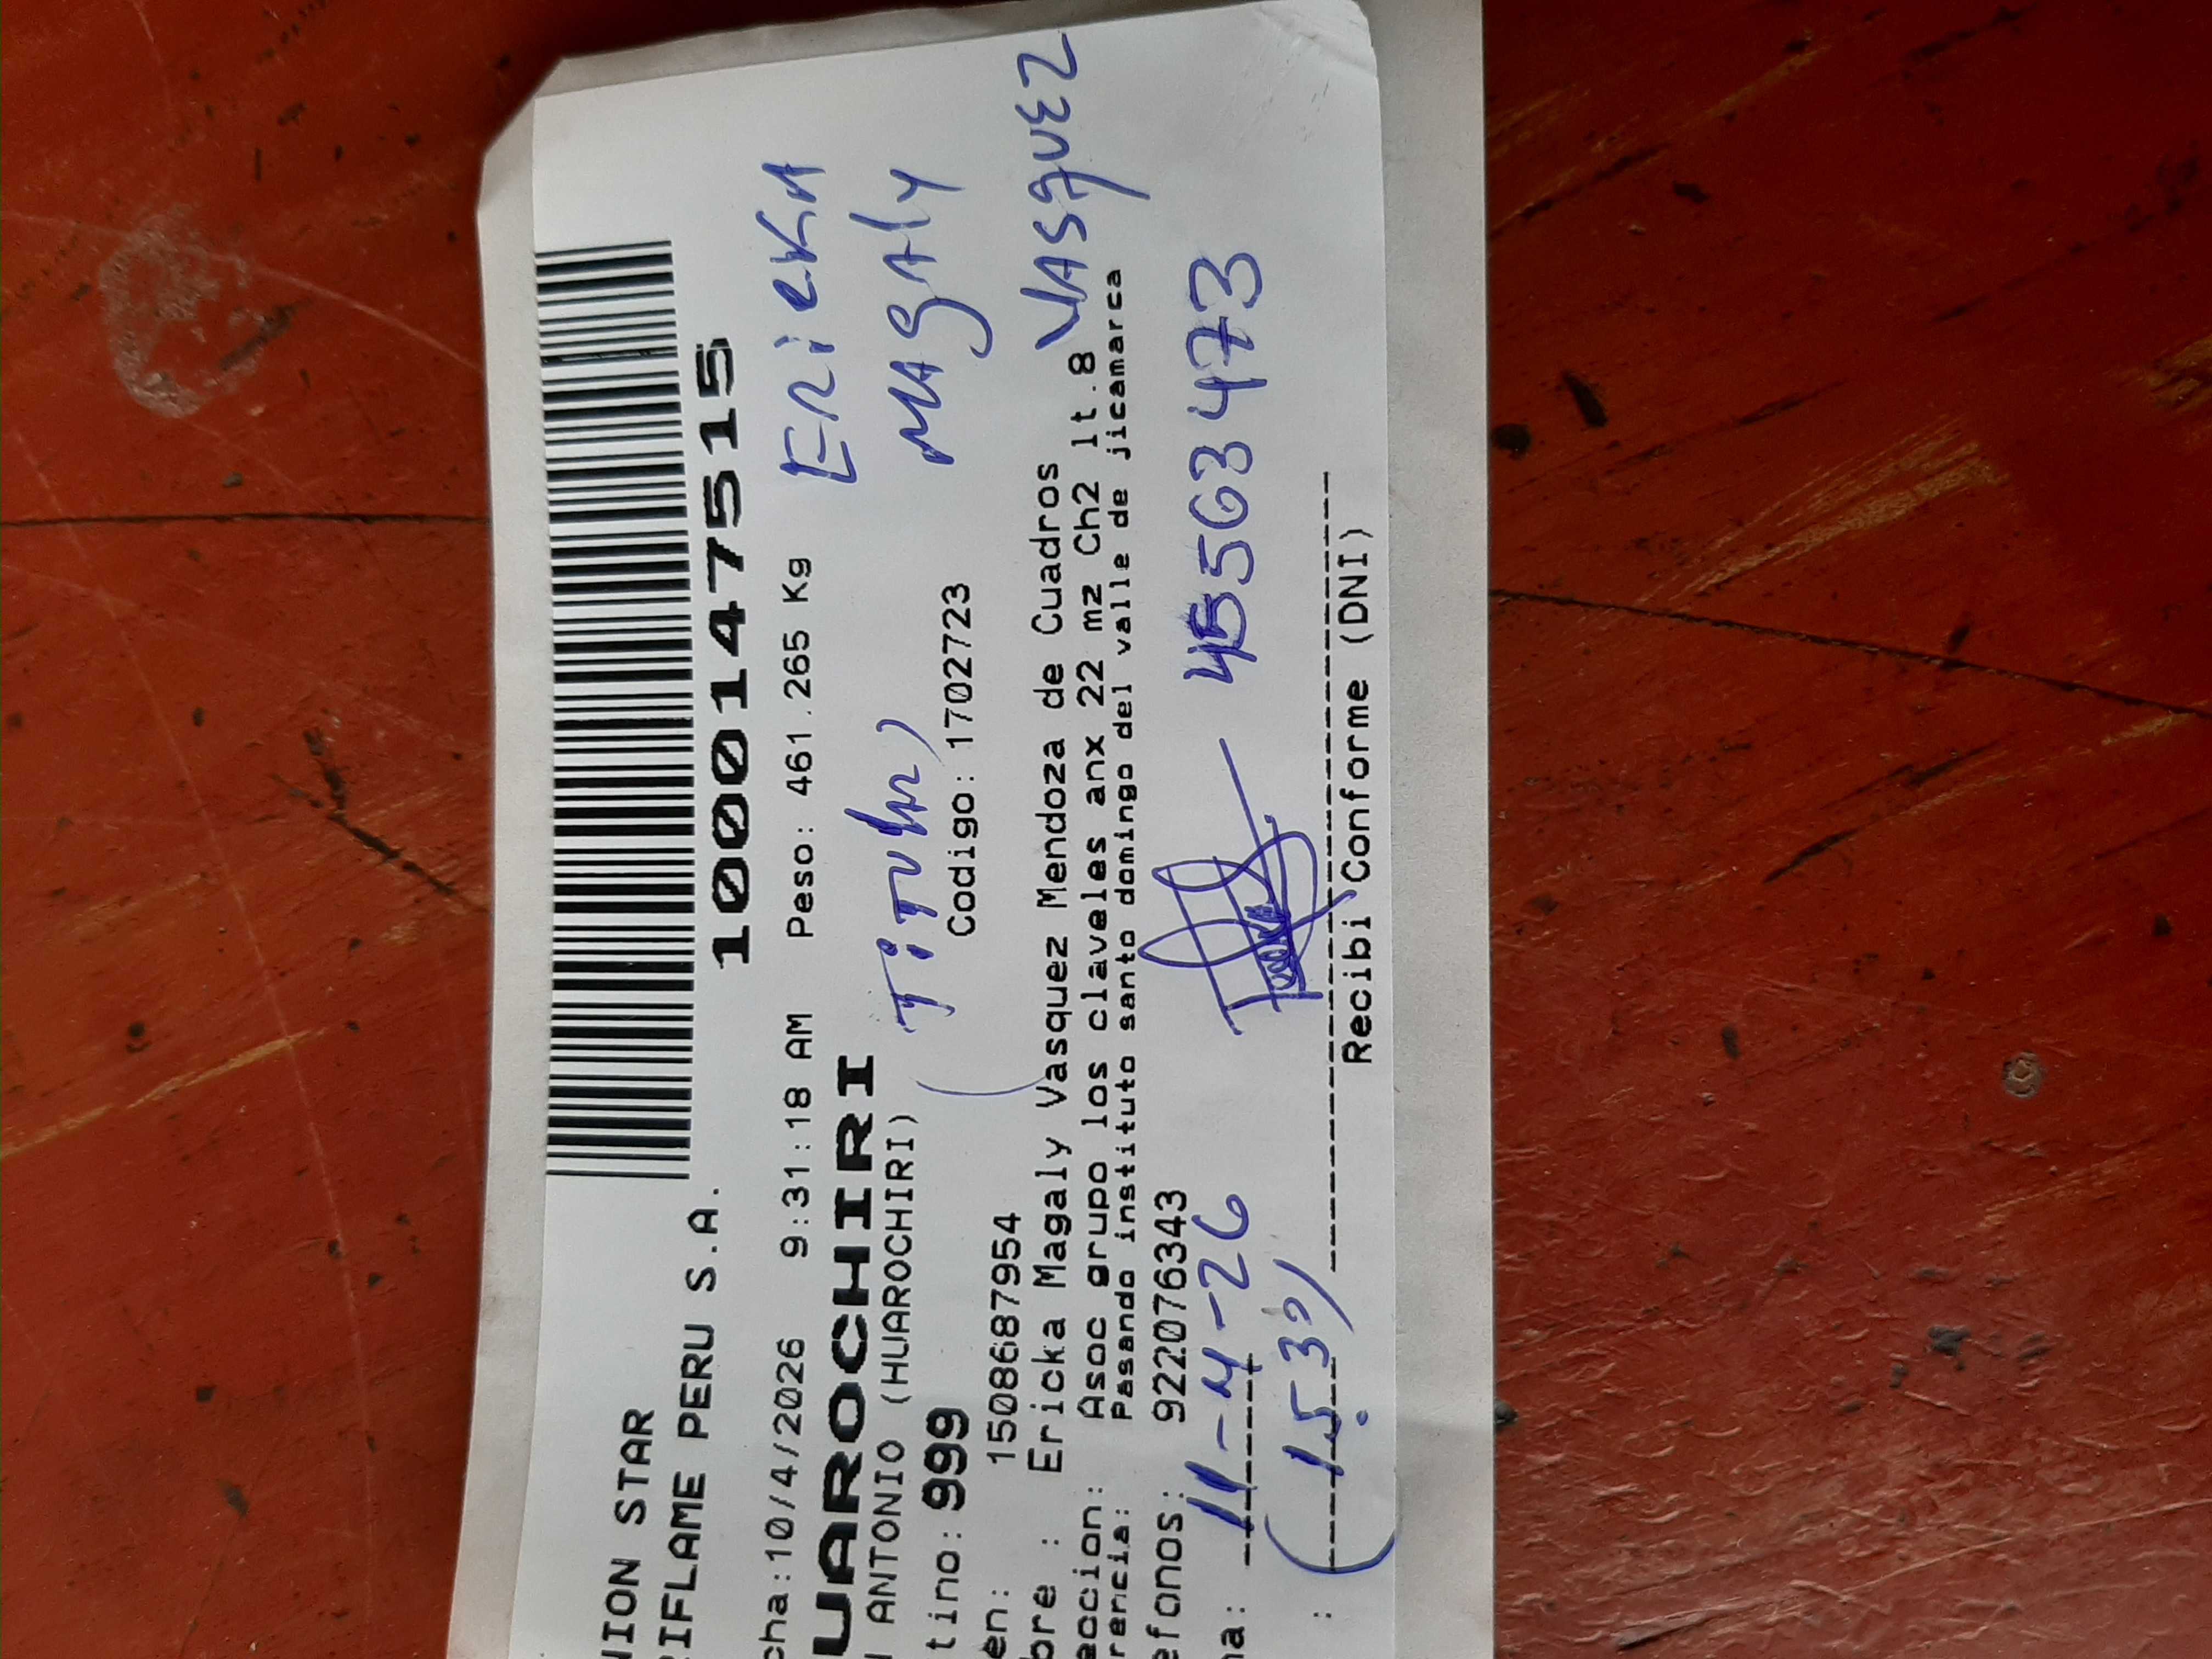 NION STAR
RIFLAME PERU S.A.
1000147515
cha:10/4/2026 9:31:18 AM Peso: 461.265 Kg
ERickA
UAROCHIRI
(TiTulAR)
MAgAly
ANTONIO (HUAROCHIRI)
tino: 999 Codigo: 1702723
en: 1508687954
VASquEZ
bre : Ericka Magaly Vasquez Mendoza de Cuadros
eccion: Asoc grupo los claveles anx 22 mz Ch2 lt.8
rencia: Pasando instituto santo domingo del valle de jicamarca
efonos: 922076343
ha: 11-4-26 45563473
: (15.30)
Recibi Conforme (DNI)